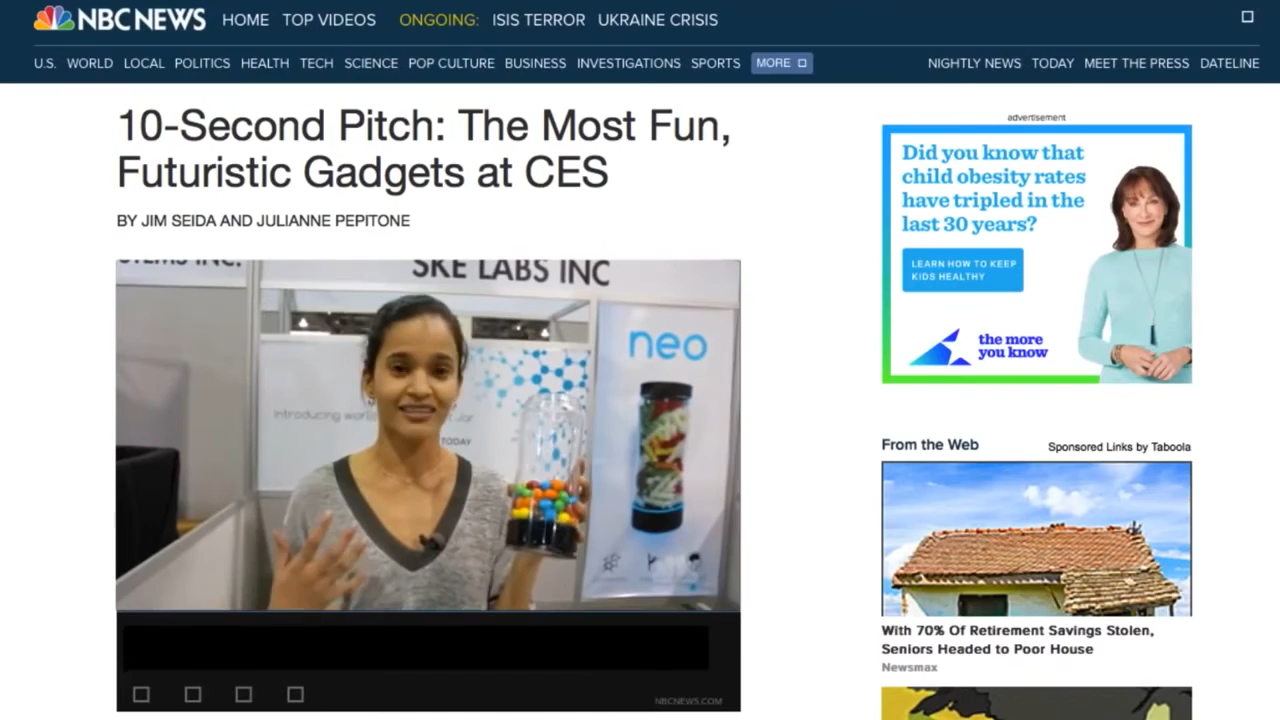 NBC NEWS HOME TOP VIDEOS ONGOING: ISIS TERROR UKRAINE CRISIS
U.S. WORLD LOCAL POLITICS HEALTH TECH SCIENCE POP CULTURE BUSINESS INVESTIGATIONS SPORTS MORE NIGHTLY NEWS TODAY MEET THE PRESS DATELINE
10-Second Pitch: The Most Fun,
Futuristic Gadgets at CES
BY JIM SEIDA AND JULIANNE PEPITONE
INC.
SKE LABS INC
neo
TODAY
NBCNEWS.COM
advertisement
Did you know that
child obesity rates
have tripled in the
last 30 years?
LEARN HOW TO KEEP
KIDS HEALTHY
the more
you know
From the Web Sponsored Links by Taboola
With 70% Of Retirement Savings Stolen,
Seniors Headed to Poor House
Newsmax